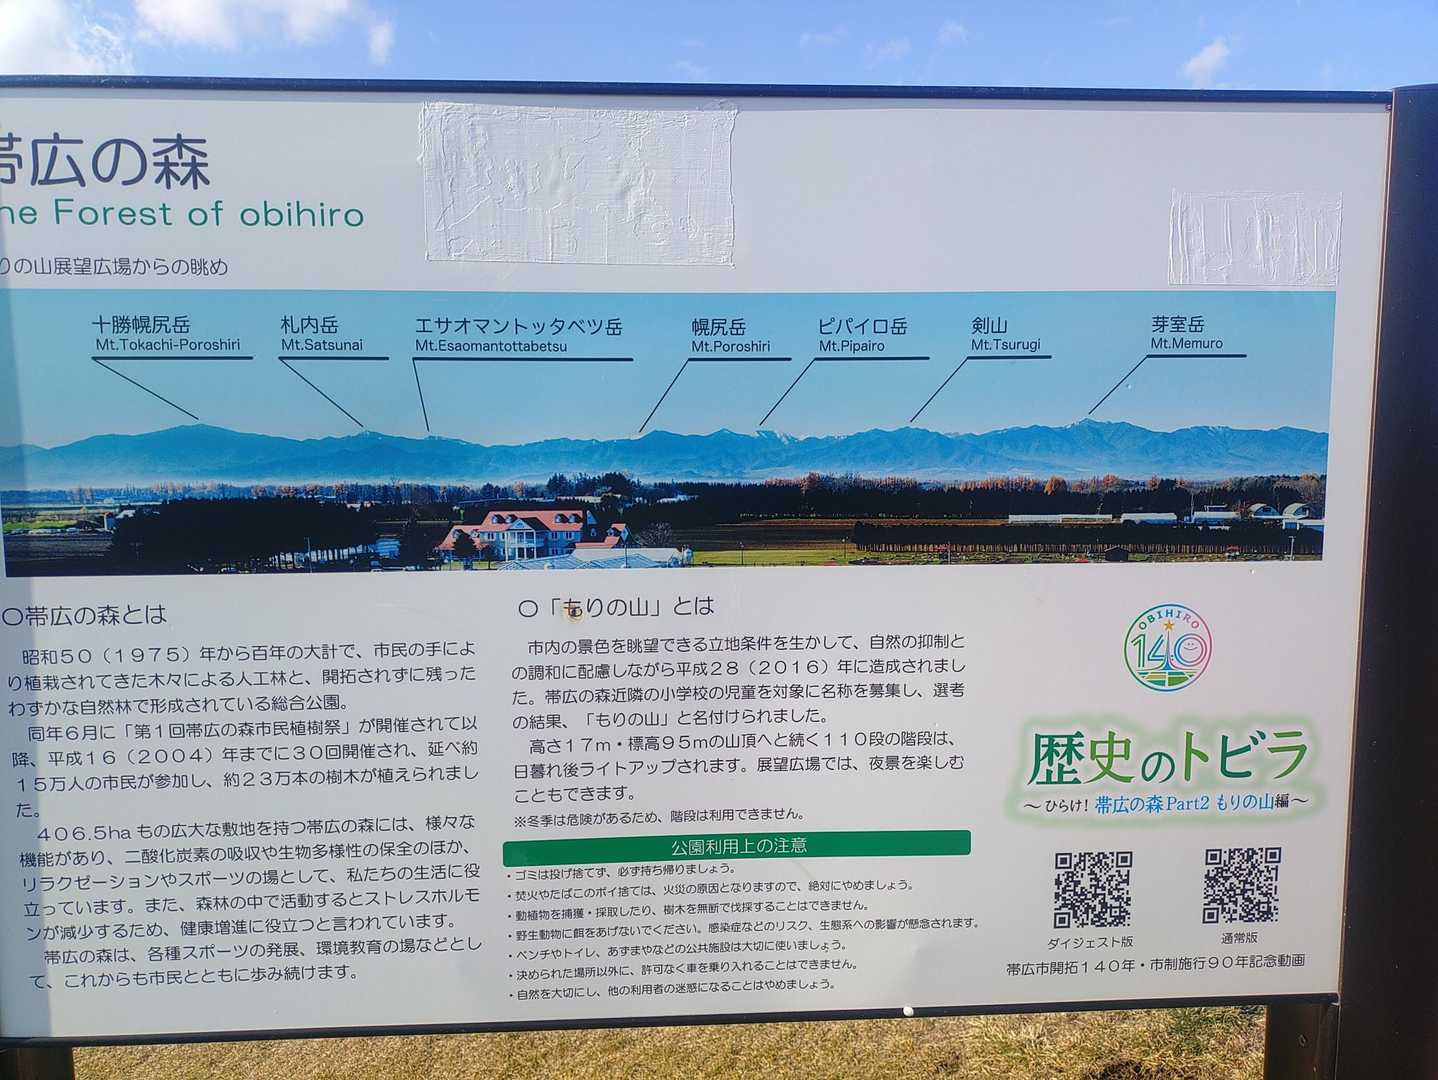 帯広の森
he Forest of obihiro
りの山展望広場からの眺め
十勝幌尻岳
Mt.Tokachi-Poroshiri
札内岳
Mt.Satsunai
エサオマントッタベツ岳
Mt.Esaomantottabetsu
幌尻岳
Mt.Poroshiri
ピパイロ岳
Mt.Pipairo
剣山
Mt.Tsurugi
芽室岳
Mt.Memuro
〇帯広の森とは
昭和５０（１９７５）年から百年の大計で、市民の手によ
り植栽されてきた木々による人工林と、開拓されずに残った
わずかな自然林で形成されている総合公園。
同年６月に「第１回帯広の森市民植樹祭」が開催されて以
降、平成１６（２００４）年までに３０回開催され、延べ約
１５万人の市民が参加し、約２３万本の樹木が植えられまし
た。
４０６.５ha もの広大な敷地を持つ帯広の森には、様々な
機能があり、二酸化炭素の吸収や生物多様性の保全のほか、
リラクゼーションやスポーツの場として、私たちの生活に役
立っています。また、森林の中で活動するとストレスホルモ
ンが減少するため、健康増進に役立つと言われています。
帯広の森は、各種スポーツの発展、環境教育の場などとし
て、これからも市民とともに歩み続けます。
〇「もりの山」とは
市内の景色を眺望できる立地条件を生かして、自然の抑制と
の調和に配慮しながら平成２８（２０１６）年に造成されまし
た。帯広の森近隣の小学校の児童を対象に名称を募集し、選考
の結果、「もりの山」と名付けられました。
高さ１７ｍ・標高９５ｍの山頂へと続く１１０段の階段は、
日暮れ後ライトアップされます。展望広場では、夜景を楽しむ
こともできます。
※冬季は危険があるため、階段は利用できません。
公園利用上の注意
・ゴミは投げ捨てず、必ず持ち帰りましょう。
・焚火やたばこのポイ捨ては、火災の原因となりますので、絶対にやめましょう。
・動植物を捕獲・採取したり、樹木を無断で伐採することはできません。
・野生動物に餌をあげないでください。感染症などのリスク、生態系への影響が懸念されます。
・ベンチやトイレ、あずまやなどの公共施設は大切に使いましょう。
・決められた場所以外に、許可なく車を乗り入れることはできません。
・自然を大切にし、他の利用者の迷惑になることはやめましょう。
OBIHIRO
140
歴史のトビラ
～ひらけ！帯広の森Part2 もりの山編～
ダイジェスト版
通常版
帯広市開拓１４０年・市制施行９０年記念動画